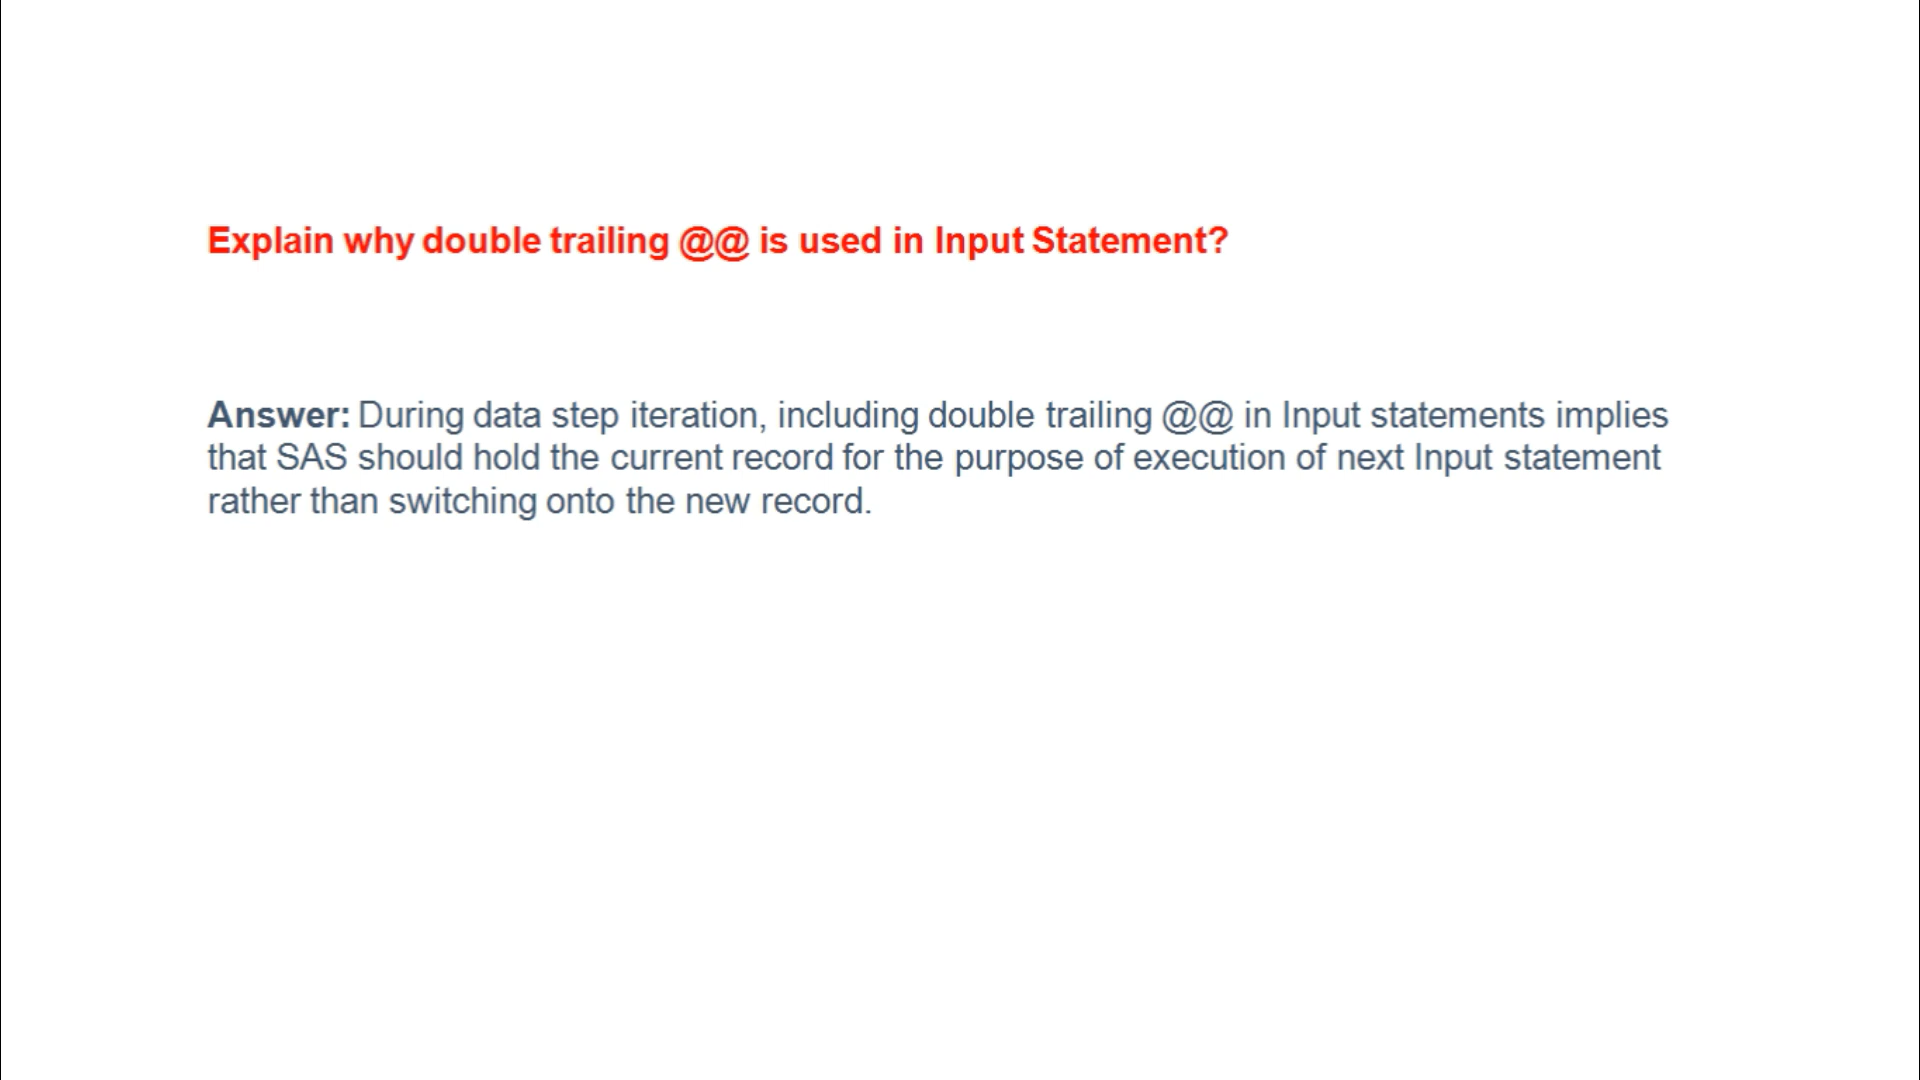 Explain why double trailing @@ is used in Input Statement?
Answer: During data step iteration, including double trailing @@ in Input statements implies
that SAS should hold the current record for the purpose of execution of next Input statement
rather than switching onto the new record.